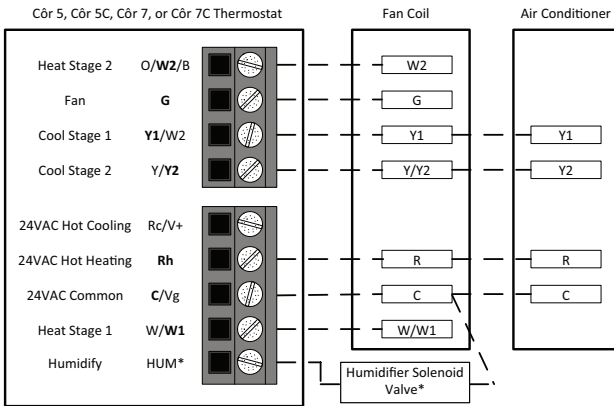 Côr 5, Côr 5C, Côr 7, or Côr 7C Thermostat Fan Coil Air Conditioner
Heat Stage 2 O/W2/B W2
Fan G G
Cool Stage 1 Y1/W2 Y1 Y1
Cool Stage 2 Y/Y2 Y/Y2 Y2
24VAC Hot Cooling Rc/V+
24VAC Hot Heating Rh R R
24VAC Common C/Vg C C
Heat Stage 1 W/W1 W/W1
Humidify HUM*
Humidifier Solenoid
Valve*